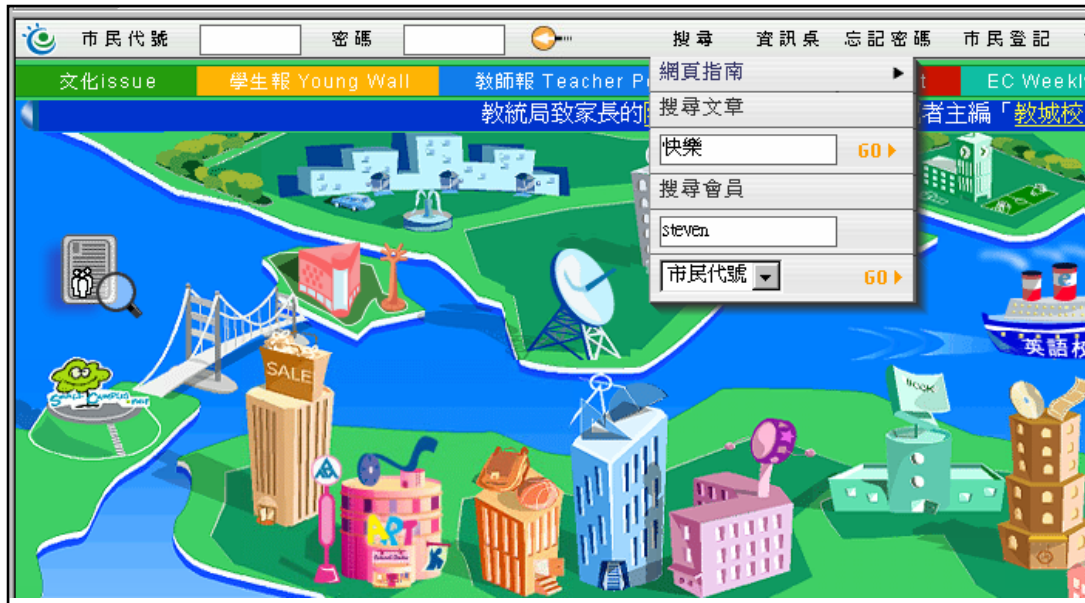 市民代號 密碼 搜尋 資訊桌 忘記密碼 市民登記
文化issue 學生報 Young Wall 教師報 Teacher EC Weekly
教統局致家長的 者主編「教城校
網頁指南
搜尋文章
快樂 GO
搜尋會員
steven
市民代號 GO
英語校
SALE
BOOK
ART